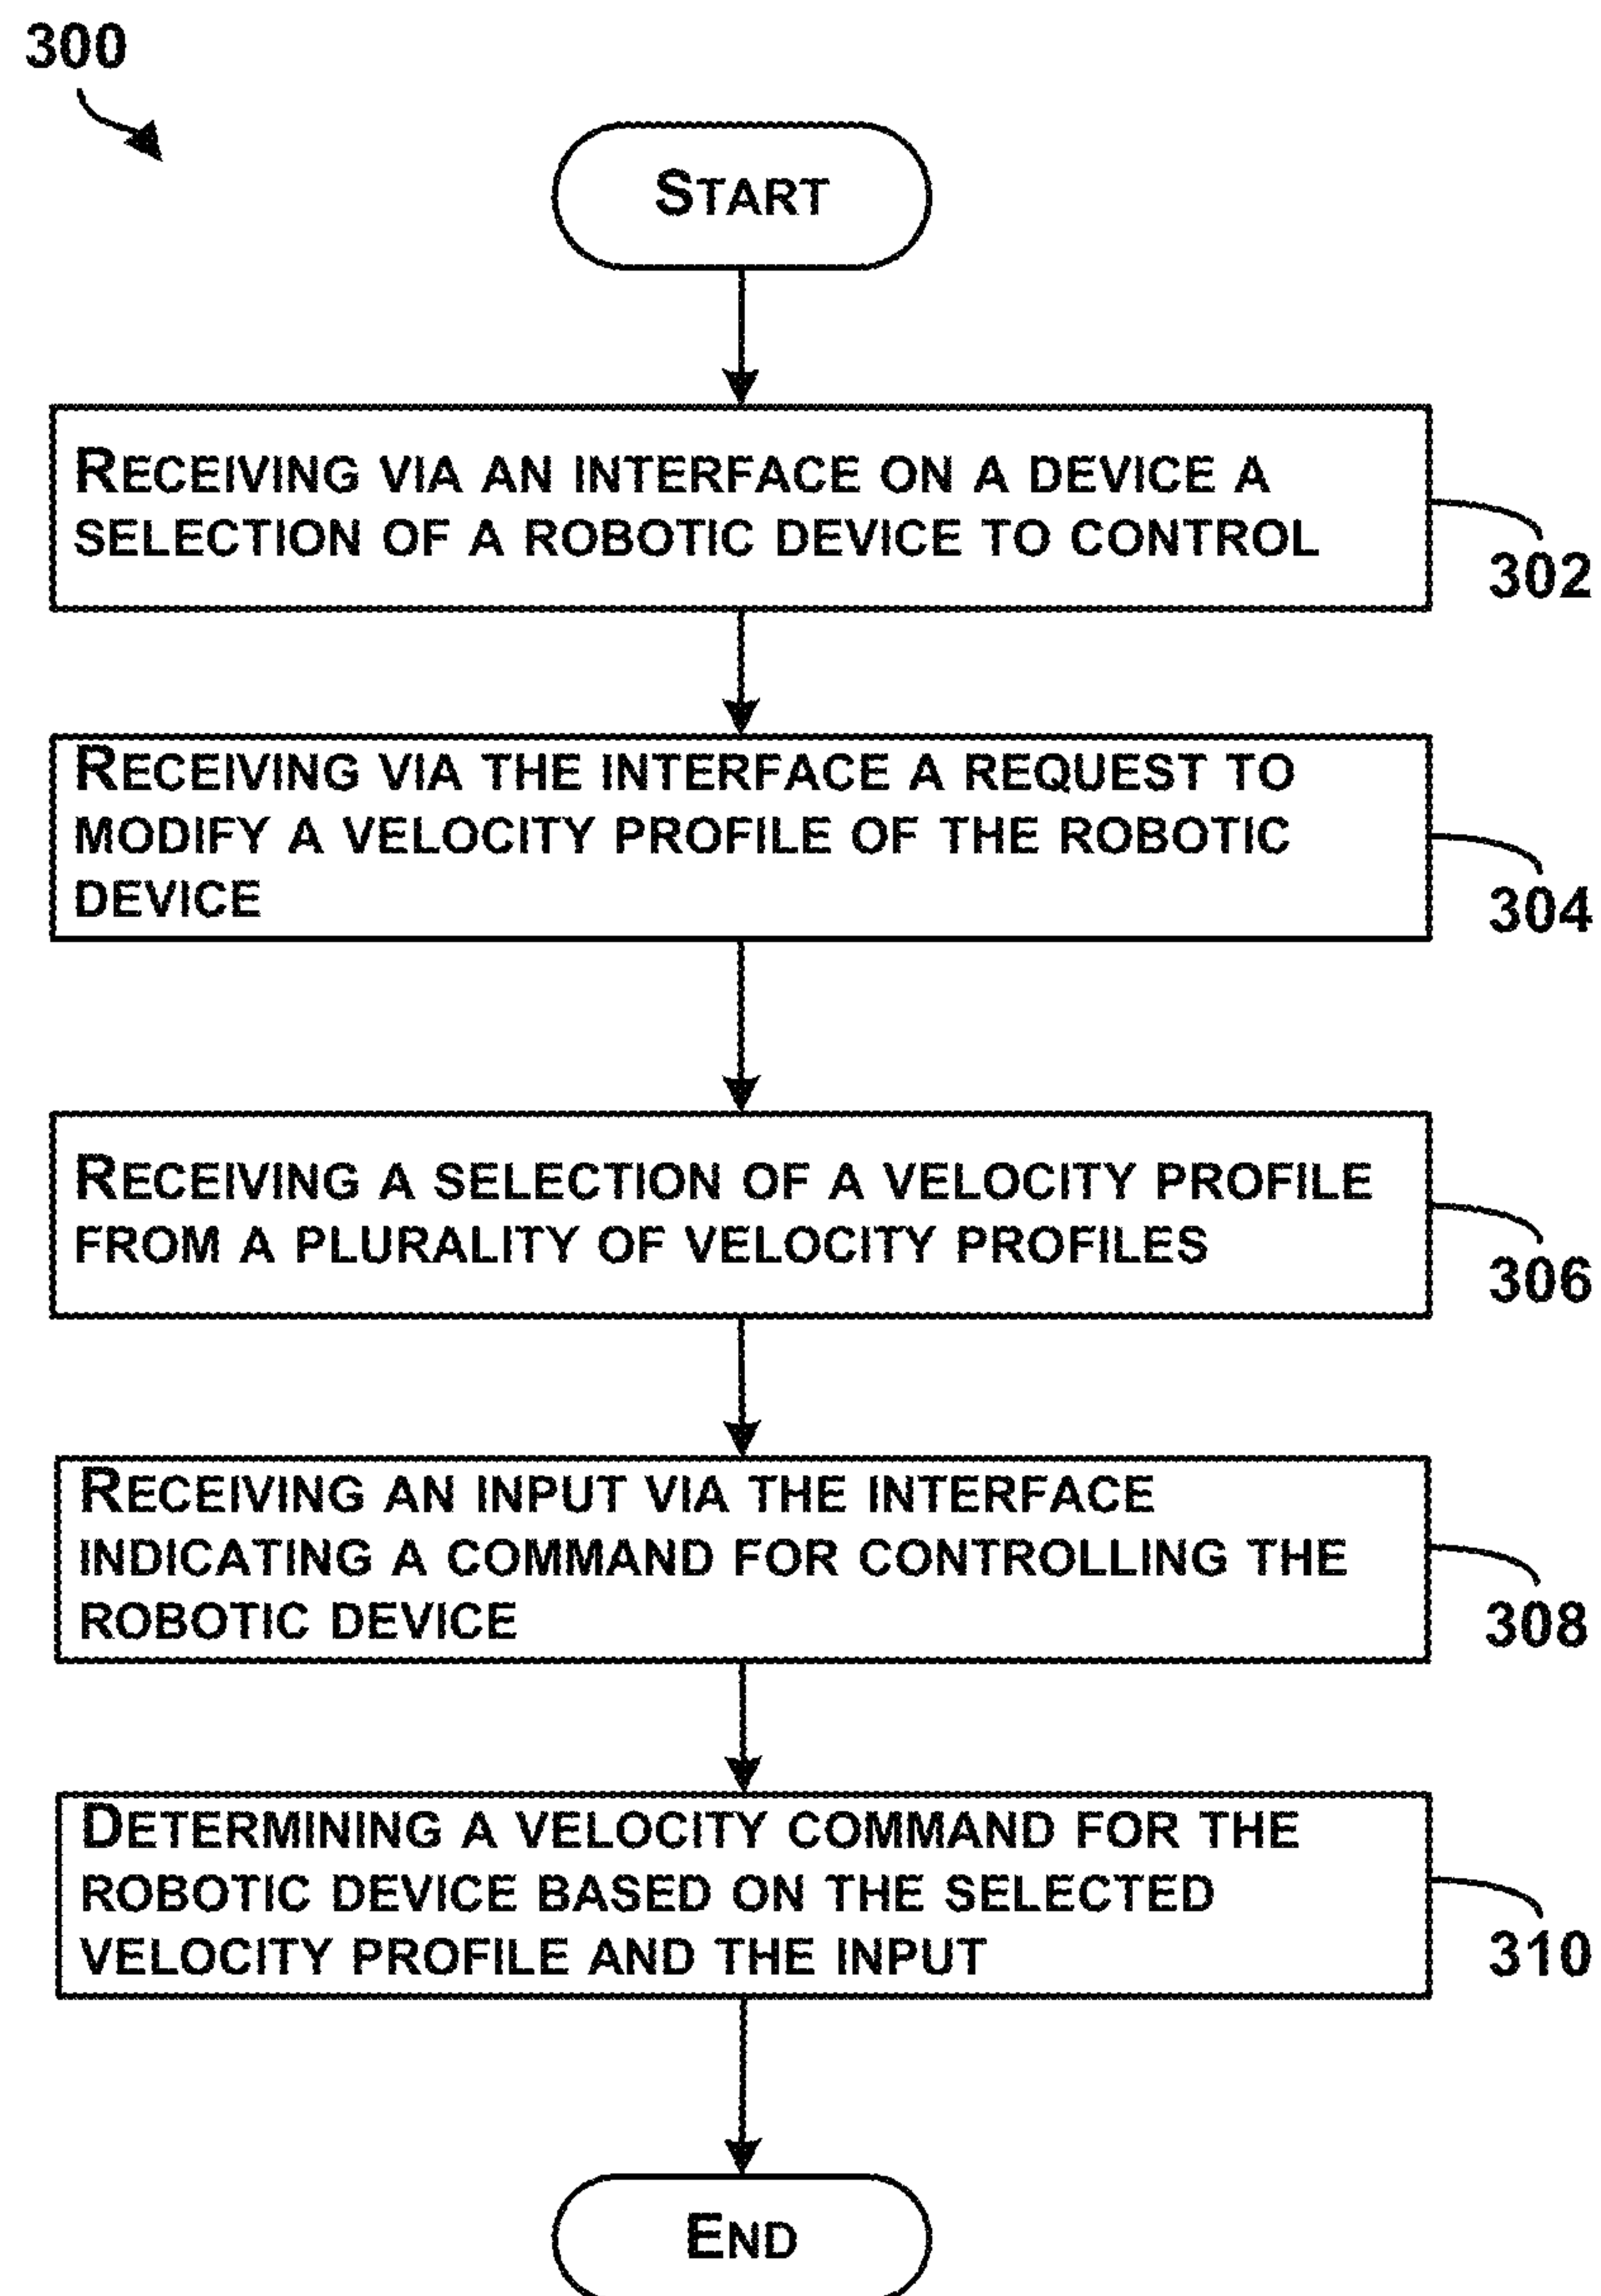 300
START
RECEIVING VIA AN INTERFACE ON A DEVICE A
SELECTION OF A ROBOTIC DEVICE TO CONTROL
302
RECEIVING VIA THE INTERFACE A REQUEST TO
MODIFY A VELOCITY PROFILE OF THE ROBOTIC
DEVICE
304
RECEIVING A SELECTION OF A VELOCITY PROFILE
FROM A PLURALITY OF VELOCITY PROFILES
306
RECEIVING AN INPUT VIA THE INTERFACE
INDICATING A COMMAND FOR CONTROLLING THE
ROBOTIC DEVICE
308
DETERMINING A VELOCITY COMMAND FOR THE
ROBOTIC DEVICE BASED ON THE SELECTED
VELOCITY PROFILE AND THE INPUT
310
END